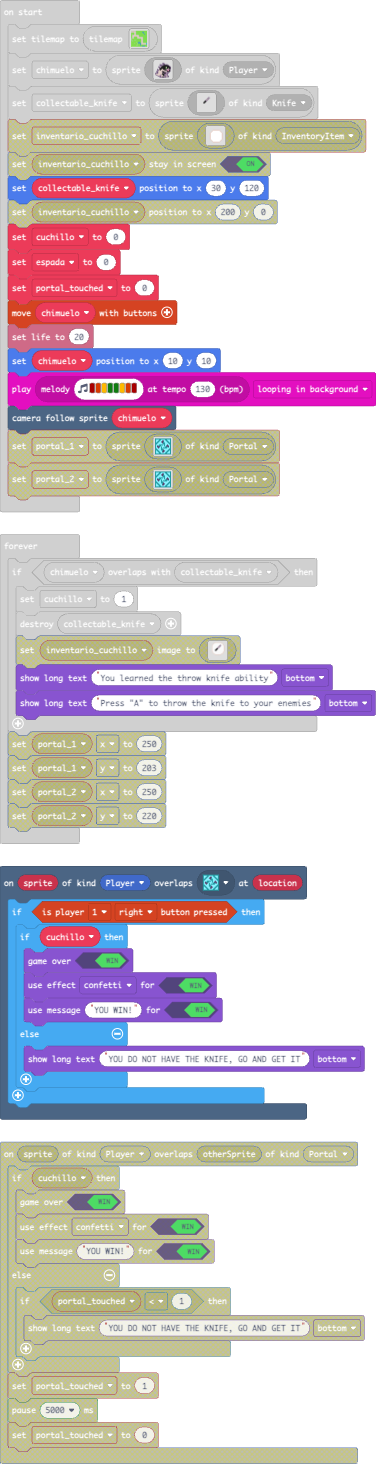 on start
set tilemap to tilemap
set chimuelo to sprite of kind Player
set collectable_knife to sprite of kind Knife
set inventario_cuchillo to sprite of kind InventoryItem
set inventario_cuchillo stay in screen ON
set collectable_knife position to x 30 y 120
set inventario_cuchillo position to x 200 y 0
set cuchillo to 0
set espada to 0
set portal_touched to 0
move chimuelo with buttons
set life to 20
set chimuelo position to x 10 y 10
play melody at tempo 130 (bpm) looping in background
camera follow sprite chimuelo
set portal_1 to sprite of kind Portal
set portal_2 to sprite of kind Portal
forever
if chimuelo overlaps with collectable_knife then
set cuchillo to 1
destroy collectable_knife
set inventario_cuchillo image to
show long text "You learned the throw knife ability" bottom
show long text "Press "A" to throw the knife to your enemies" bottom
set portal_1 x to 250
set portal_1 y to 203
set portal_2 x to 250
set portal_2 y to 220
on sprite of kind Player overlaps at location
if is player 1 right button pressed then
if cuchillo then
game over WIN
use effect confetti for WIN
use message "YOU WIN!" for WIN
else
show long text "YOU DO NOT HAVE THE KNIFE, GO AND GET IT" bottom
on sprite of kind Player overlaps otherSprite of kind Portal
if cuchillo then
game over WIN
use effect confetti for WIN
use message "YOU WIN!" for WIN
else
if portal_touched < 1 then
show long text "YOU DO NOT HAVE THE KNIFE, GO AND GET IT" bottom
set portal_touched to 1
pause 5000 ms
set portal_touched to 0